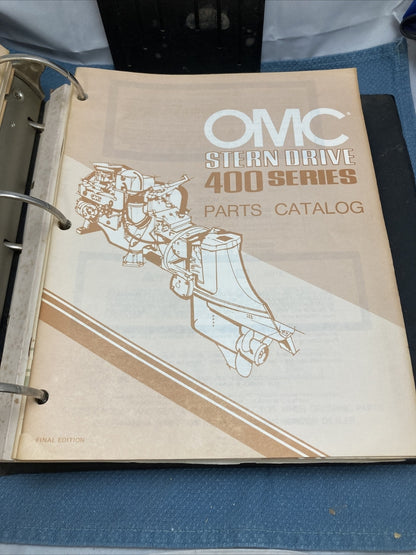 OMC
STERN DRIVE
400 SERIES
PARTS CATALOG
FINAL EDITION